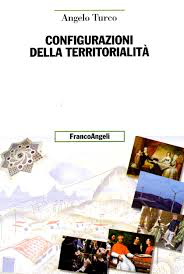 Angelo Turco
CONFIGURAZIONI
DELLA TERRITORIALITÀ
FrancoAngeli